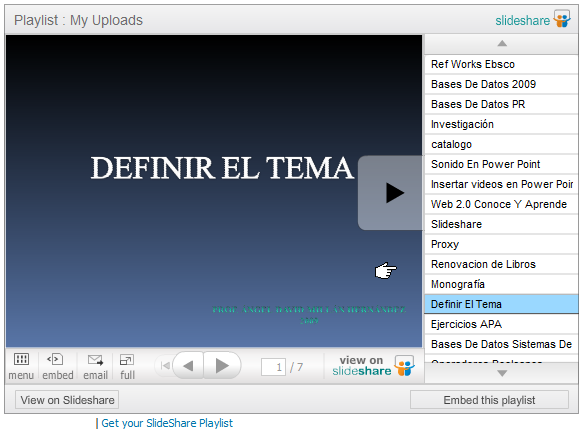 Playlist : My Uploads
slideshare
DEFINIR EL TEMA
Ref Works Ebsco
Bases De Datos 2009
Bases De Datos PR
Investigación
catalogo
Sonido En Power Point
Insertar videos en Power Poin
Web 2.0 Conoce Y Aprende
Slideshare
Proxy
Renovacion de Libros
Monografía
Definir El Tema
Ejercicios APA
Bases De Datos Sistemas De
menu
embed
email
full
1 / 7
view on
slideshare
View on Slideshare
Embed this playlist
Get your SlideShare Playlist